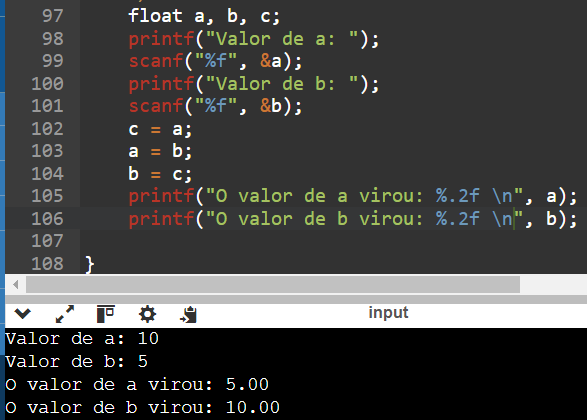 97 float a, b, c;
98 printf("Valor de a: ");
99 scanf("%f", &a);
100 printf("Valor de b: ");
101 scanf("%f", &b);
102 c = a;
103 a = b;
104 b = c;
105 printf("O valor de a virou: %.2f \n", a);
106 printf("O valor de b virou: %.2f \n", b);
107
108 }
input
Valor de a: 10
Valor de b: 5
O valor de a virou: 5.00
O valor de b virou: 10.00